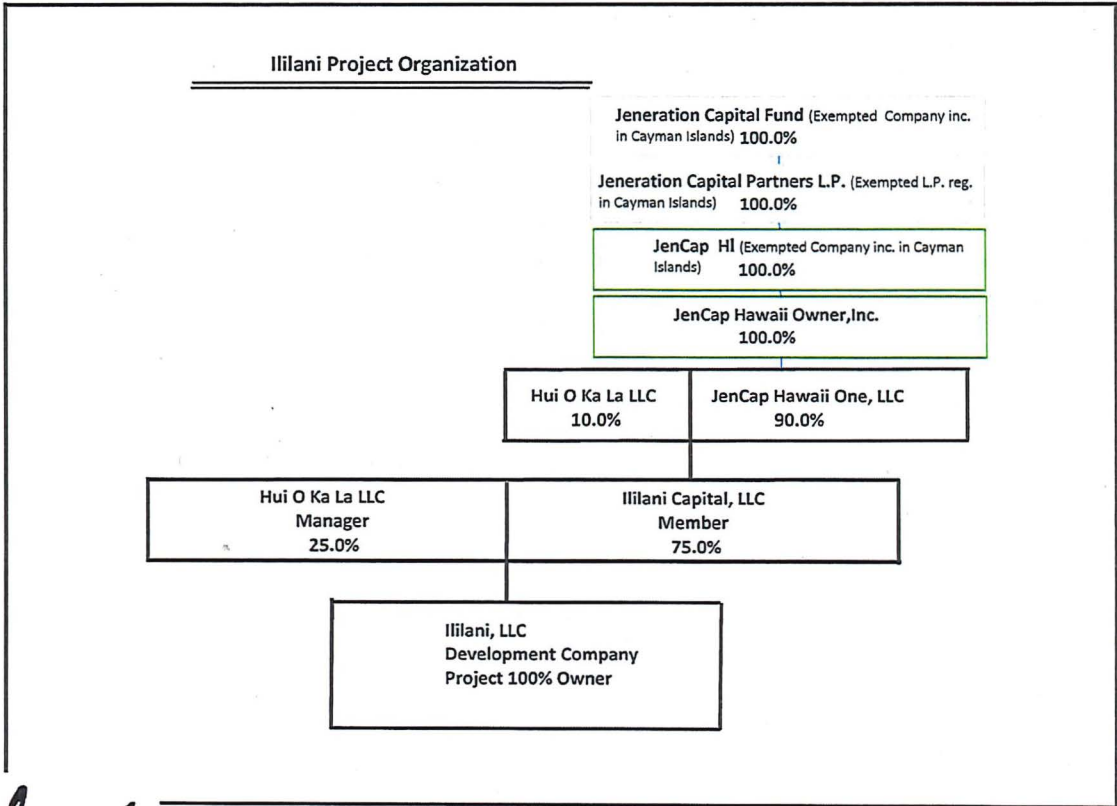 Ililani Project Organization
Jeneration Capital Fund (Exempted Company inc.
in Cayman Islands) 100.0%
Jeneration Capital Partners L.P. (Exempted L.P. reg.
in Cayman Islands) 100.0%
JenCap HI (Exempted Company inc. in Cayman
Islands) 100.0%
JenCap Hawaii Owner,Inc.
100.0%
Hui O Ka La LLC
10.0%
JenCap Hawaii One, LLC
90.0%
Hui O Ka La LLC
Manager
25.0%
Ililani Capital, LLC
Member
75.0%
Ililani, LLC
Development Company
Project 100% Owner